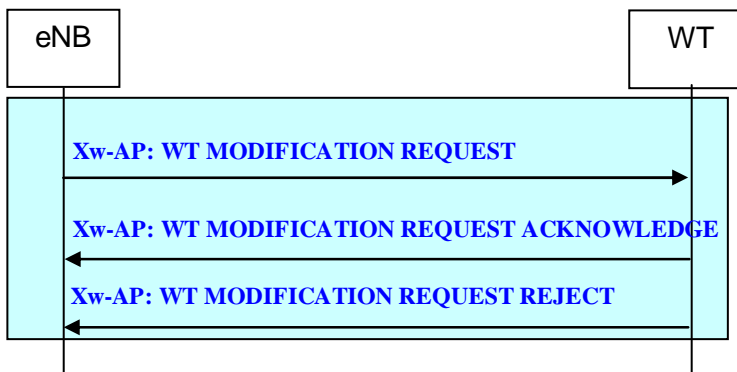 eNB
WT
Xw-AP: WT MODIFICATION REQUEST
Xw-AP: WT MODIFICATION REQUEST ACKNOWLEDGE
Xw-AP: WT MODIFICATION REQUEST REJECT